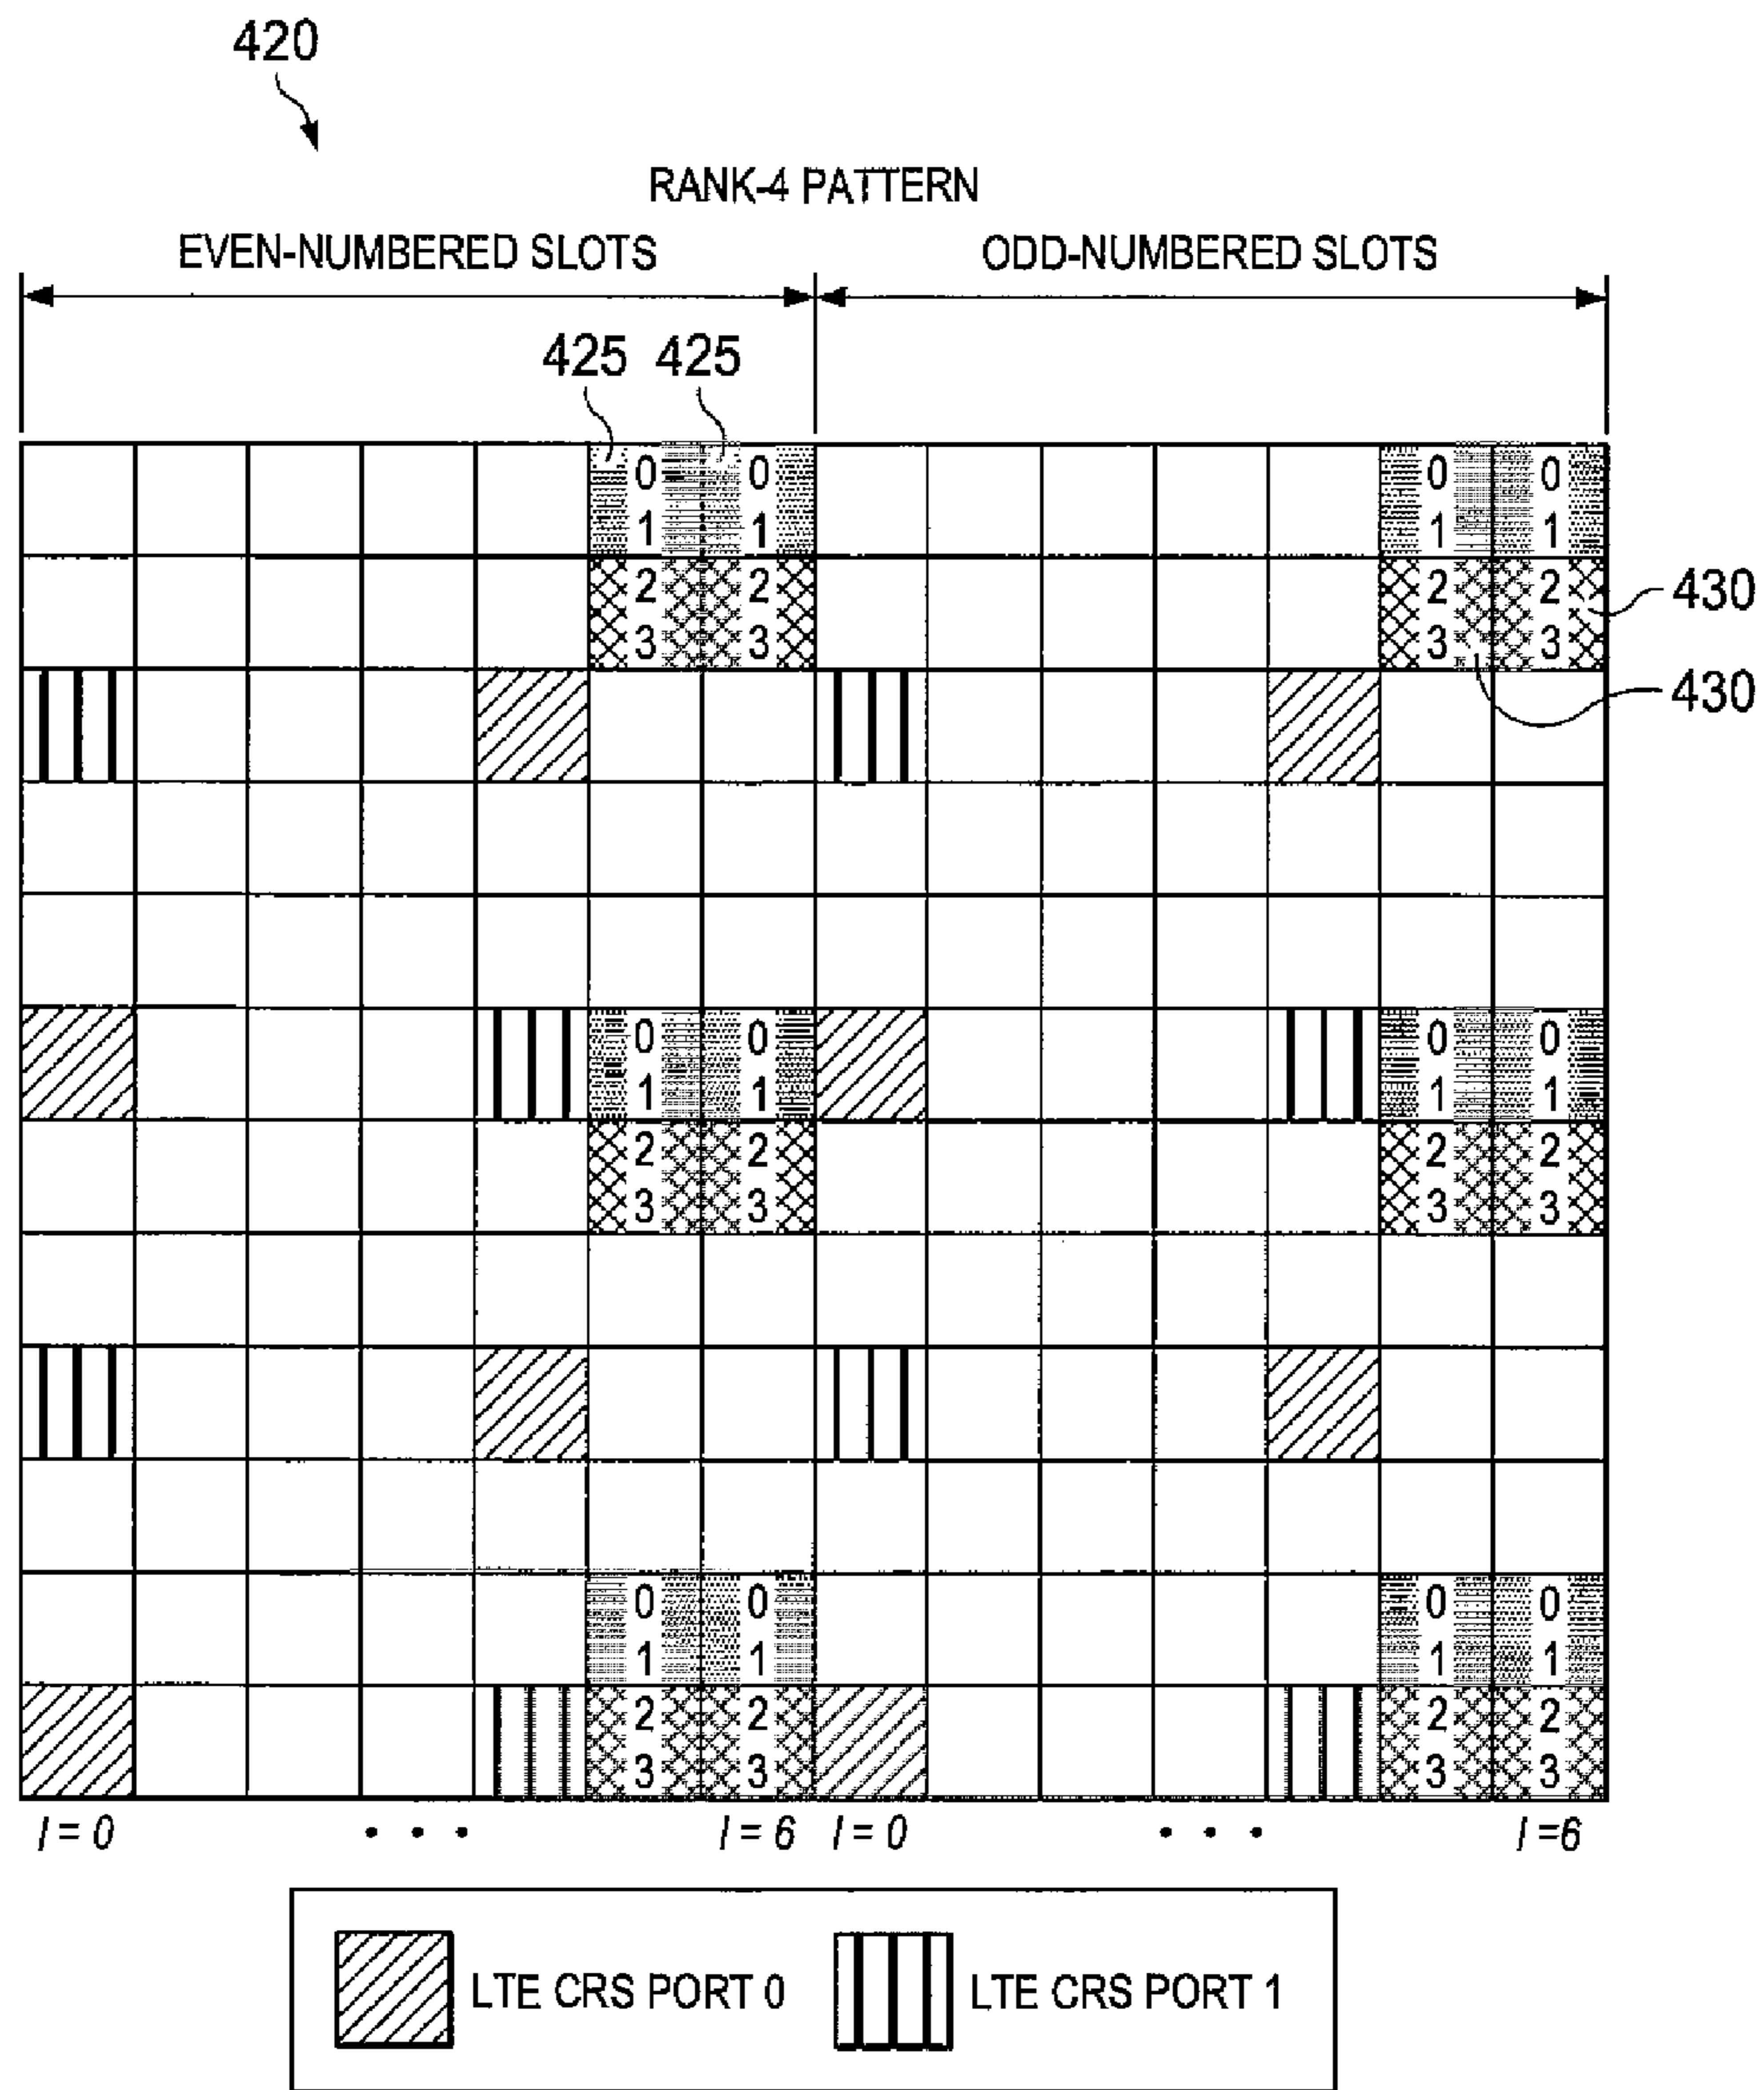 420
RANK-4 PATTERN
EVEN-NUMBERED SLOTS ODD-NUMBERED SLOTS
425 425
0 0 0 0
1 1 1 1
2 2 2 2 430
3 3 3 3
430
0 0 0 0
1 1 1 1
2 2 2 2
3 3 3 3
0 0 0 0
1 1 1 1
2 2 2 2
3 3 3 3
l = 0 • • • l = 6 l = 0 • • • l =6
LTE CRS PORT 0 LTE CRS PORT 1